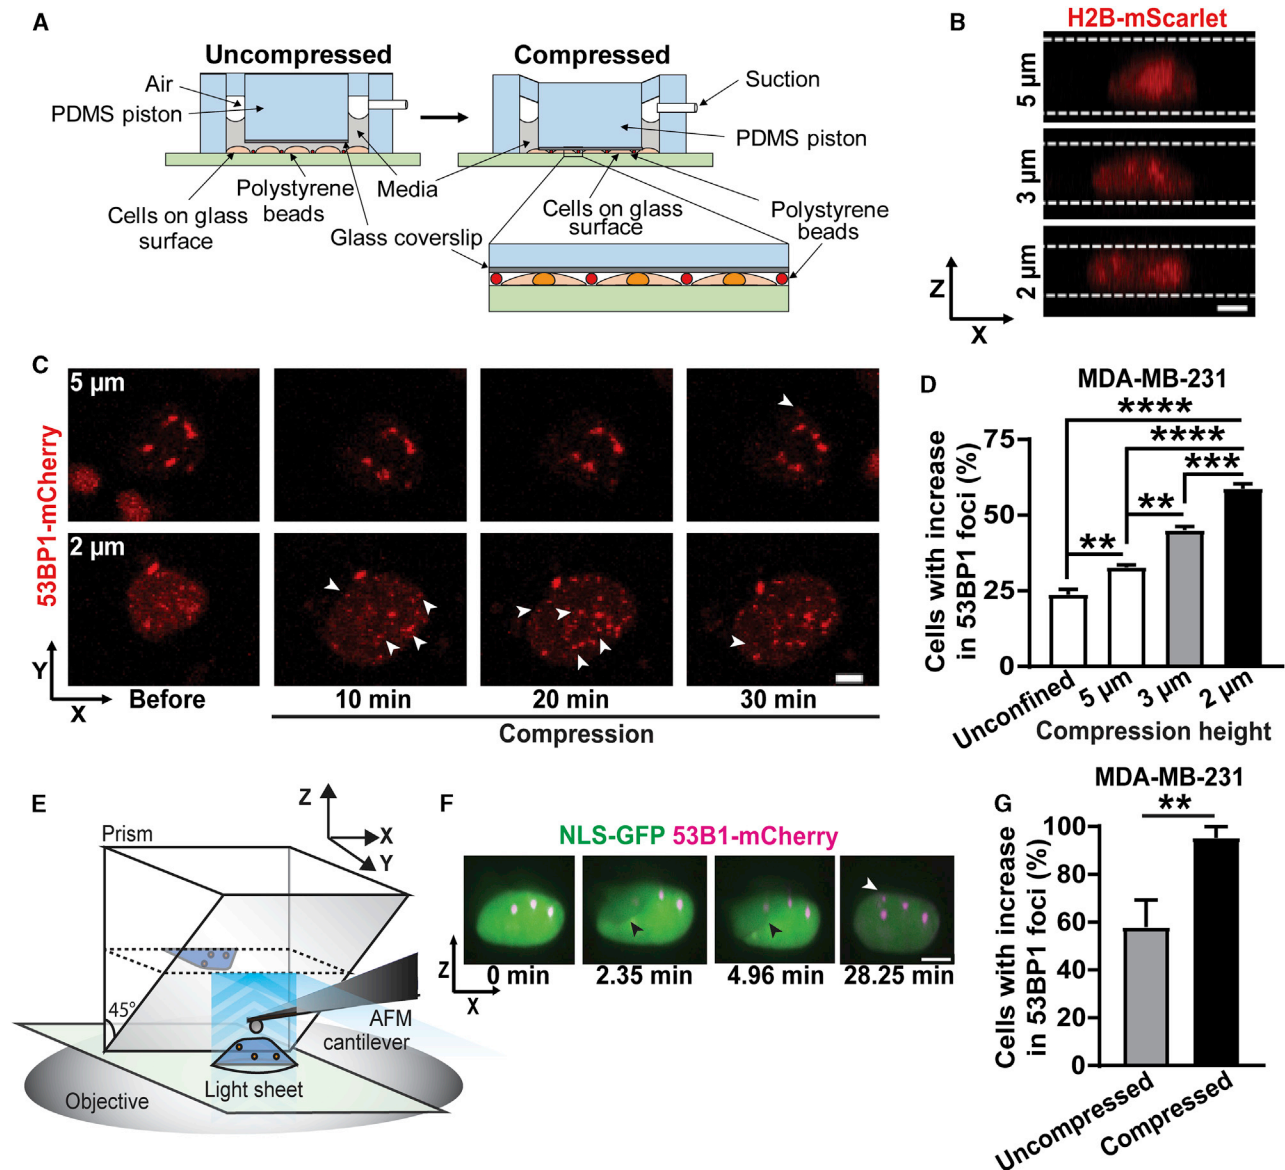 A
Uncompressed
Compressed
Air
PDMS piston
Suction
PDMS piston
Polystyrene
beads
Media
Cells on glass
surface
Glass coverslip
Cells on glass
surface
Polystyrene
beads
B
H2B-mScarlet
5 µm
3 µm
2 µm
Z
X
C
53BP1-mCherry
5 µm
2 µm
Y
X
Before
10 min
20 min
30 min
Compression
D
MDA-MB-231
****
****
***
**
**
Cells with increase
in 53BP1 foci (%)
75
50
25
0
Unconfined
5 µm
3 µm
2 µm
Compression height
E
Z
X
Y
Prism
45°
AFM
cantilever
Light sheet
Objective
F
NLS-GFP 53B1-mCherry
Z
X
0 min
2.35 min
4.96 min
28.25 min
G
MDA-MB-231
**
Cells with increase
in 53BP1 foci (%)
100
80
60
40
20
0
Uncompressed
Compressed